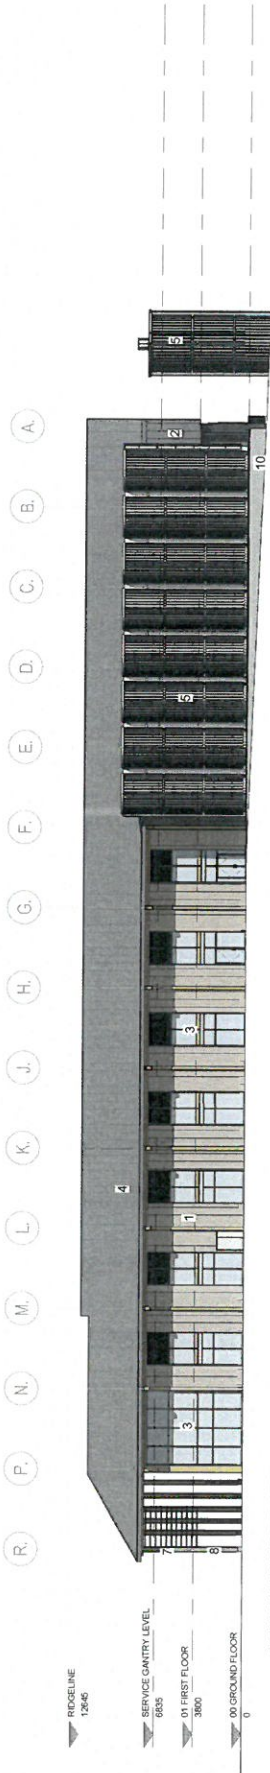 R. P. N. M. L. K. J. H. G. F. E. D. C. B. A.
RIDGELINE
12645
SERVICE GANTRY LEVEL
6835
01 FIRST FLOOR
3800
00 GROUND FLOOR
0
4
7
8
3
1
3
5
2
10
5